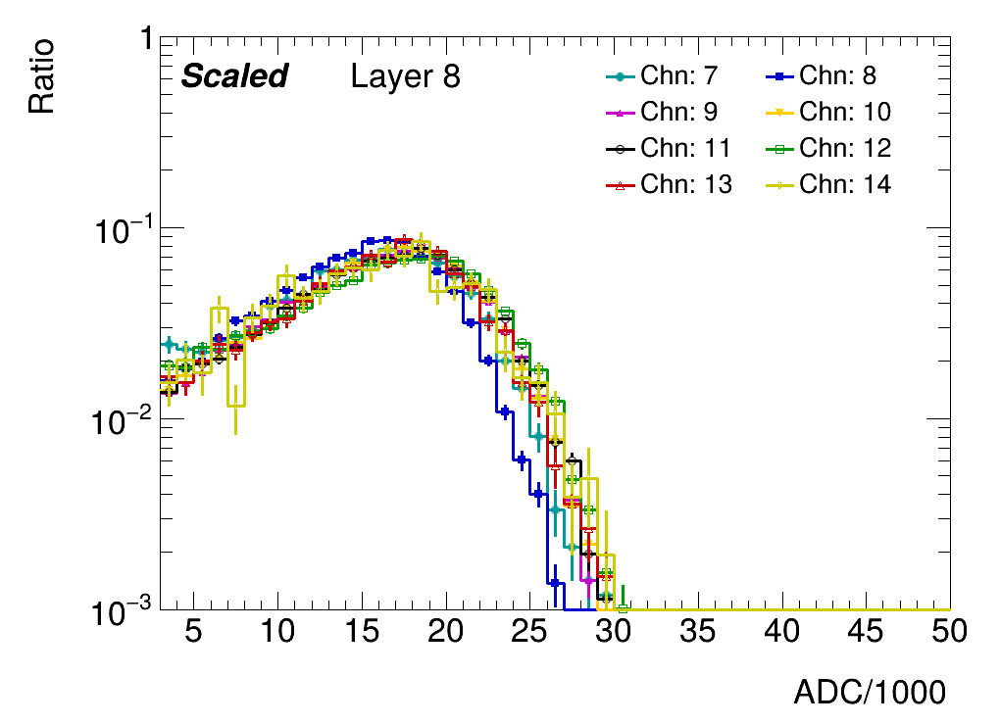 Ratio
Scaled Layer 8
Chn: 7 Chn: 8
Chn: 9 Chn: 10
Chn: 11 Chn: 12
Chn: 13 Chn: 14
1
10⁻¹
10⁻²
10⁻³
5 10 15 20 25 30 35 40 45 50
ADC/1000